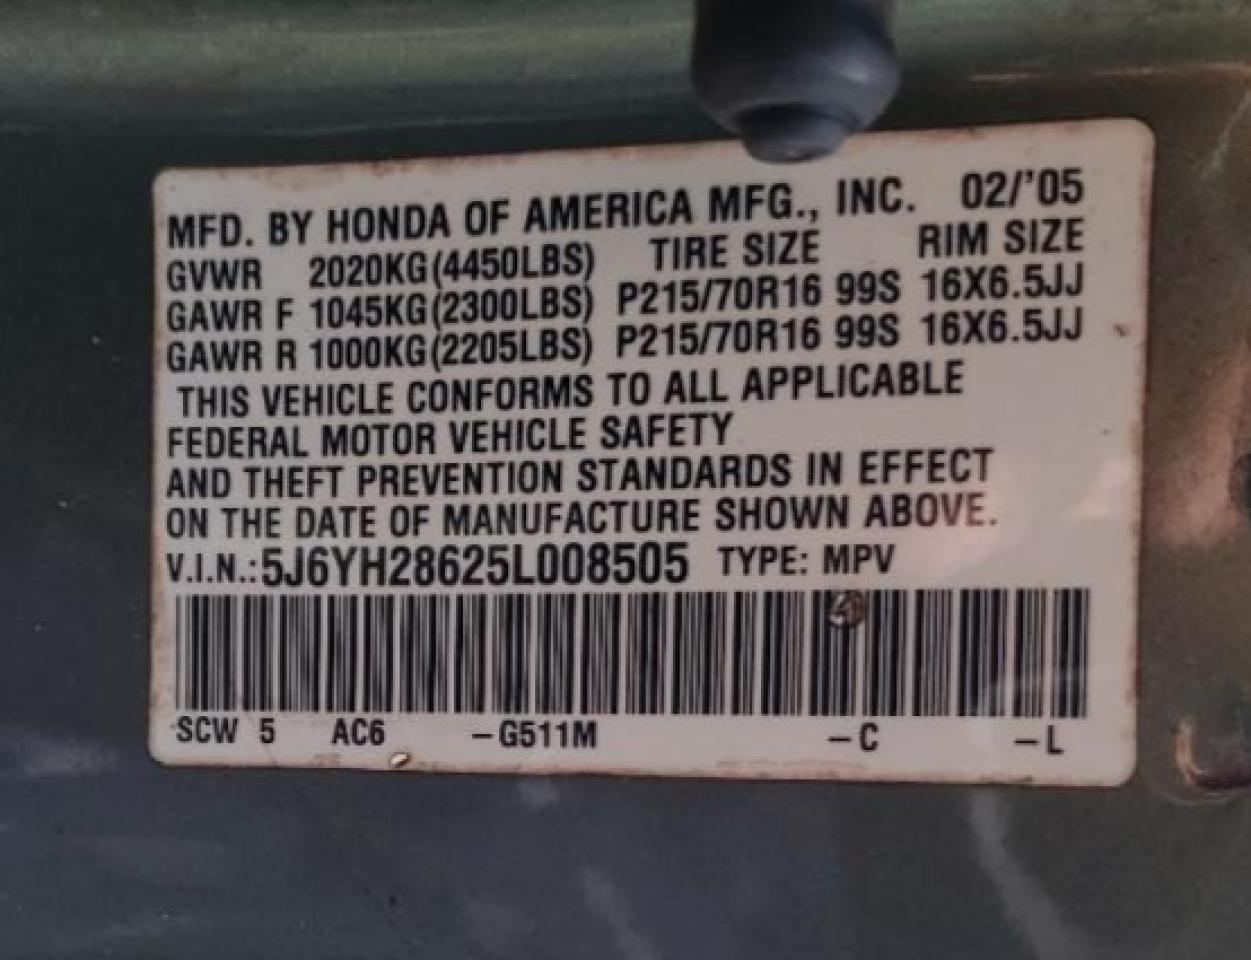 MFD. BY HONDA OF AMERICA MFG., INC. 02/'05
GVWR 2020KG(4450LBS) TIRE SIZE RIM SIZE
GAWR F 1045KG(2300LBS) P215/70R16 99S 16X6.5JJ
GAWR R 1000KG(2205LBS) P215/70R16 99S 16X6.5JJ
THIS VEHICLE CONFORMS TO ALL APPLICABLE
FEDERAL MOTOR VEHICLE SAFETY
AND THEFT PREVENTION STANDARDS IN EFFECT
ON THE DATE OF MANUFACTURE SHOWN ABOVE.
V.I.N.:5J6YH28625L008505 TYPE: MPV
SCW 5 AC6 -G511M -C -L